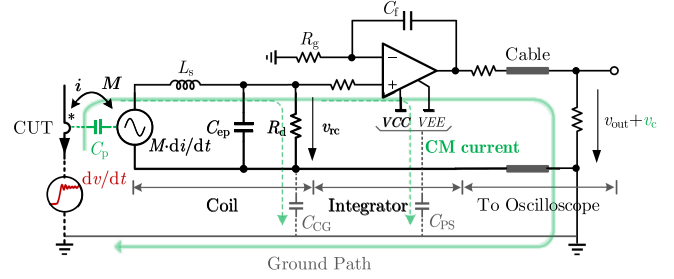 C_f
R_g
Cable
i
M
L_s
−
+
*
CUT
C_p
C_ep
R_d
v_rc
VCC VEE
v_out+v_c
M·di/dt
CM current
dv/dt
Coil
Integrator
To Oscilloscope
C_CG
C_PS
Ground Path